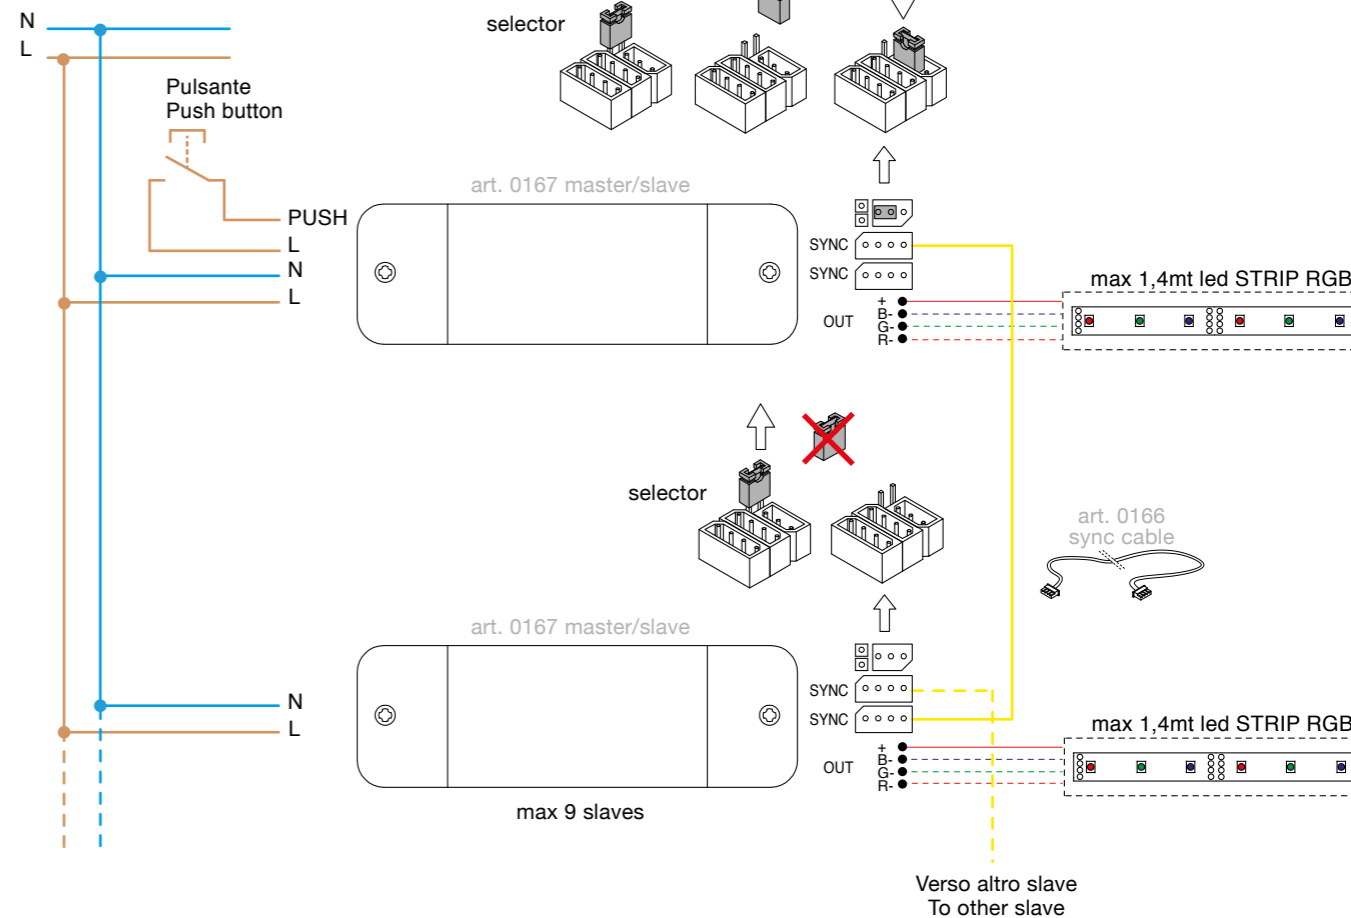 N
L
selector
Pulsante
Push button
art. 0167 master/slave
PUSH
L
N
L
SYNC
SYNC
OUT
+
B-
G-
R-
max 1,4mt led STRIP RGB
selector
art. 0166
sync cable
art. 0167 master/slave
N
L
SYNC
SYNC
OUT
+
B-
G-
R-
max 1,4mt led STRIP RGB
max 9 slaves
Verso altro slave
To other slave